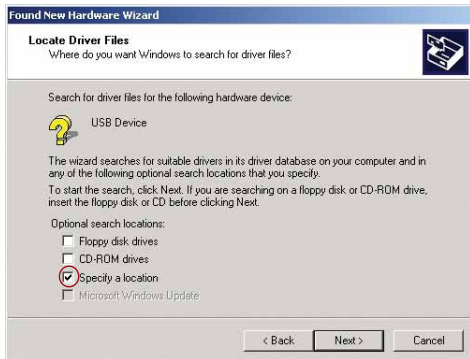 Found New Hardware Wizard
Locate Driver Files
Where do you want Windows to search for driver files?
Search for driver files for the following hardware device:
USB Device
The wizard searches for suitable drivers in its driver database on your computer and in
any of the following optional search locations that you specify.
To start the search, click Next. If you are searching on a floppy disk or CD-ROM drive,
insert the floppy disk or CD before clicking Next.
Optional search locations:
Floppy disk drives
CD-ROM drives
Specify a location
Microsoft Windows Update
< Back Next > Cancel